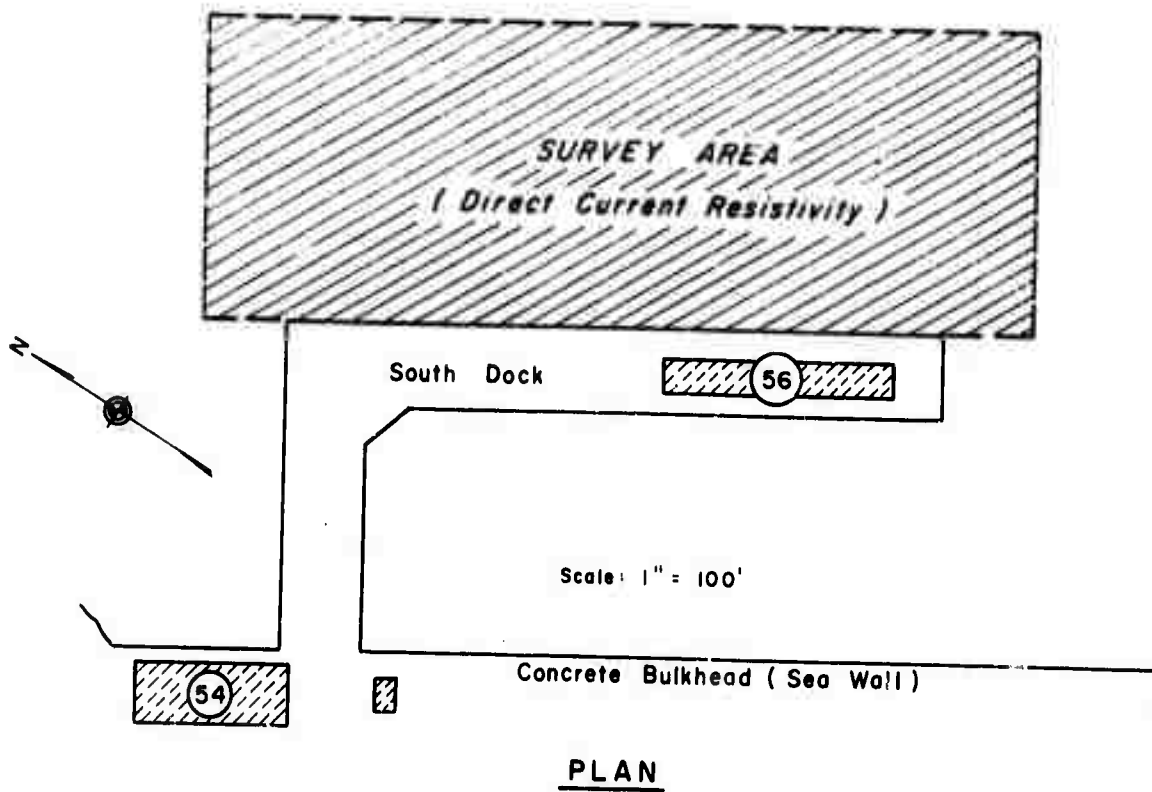 SURVEY AREA
( Direct Current Resistivity )
N
South Dock
56
Scale: 1" = 100'
Concrete Bulkhead ( Sea Wall )
54
PLAN